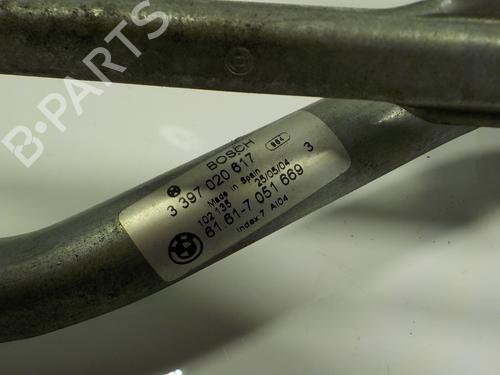 B-PARTS
BOSCH
984
3 397 020 617
Made in Spain 25/05/04
102 135 3
61.61-7 051 669
Index 7 AI04